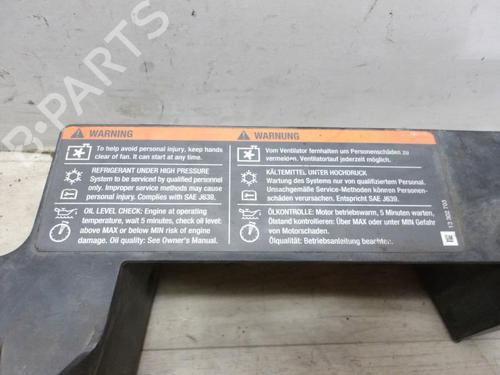 B-PARTS
WARNING
To help avoid personal injury, keep hands
clear of fan. It can start at any time.
REFRIGERANT UNDER HIGH PRESSURE
System to be serviced by qualified personnel
only. Improper service methods may cause
personal injury. Complies with SAE J639.
OIL LEVEL CHECK: Engine at operating
temperature, wait 5 minutes, check oil level:
above MAX or below MIN risk of engine
damage. Oil quality: See Owner's Manual.
WARNUNG
Vom Ventilator fernhalten um Personenschäden zu
vermeiden. Ventilatorlauf jederzeit möglich.
KÄLTEMITTEL UNTER HOCHDRUCK
Wartung des Systems nur von qualifiziertem Personal.
Unsachgemäße Service-Methoden können Personen-
schäden verursachen. Entspricht SAE J639.
ÖLKONTROLLE: Motor betriebswarm, 5 Minuten warten,
Ölstand kontrollieren: Über MAX oder unter MIN Gefahr
von Motorschaden.
Ölqualität: Betriebsanleitung beachten.
13 302 700